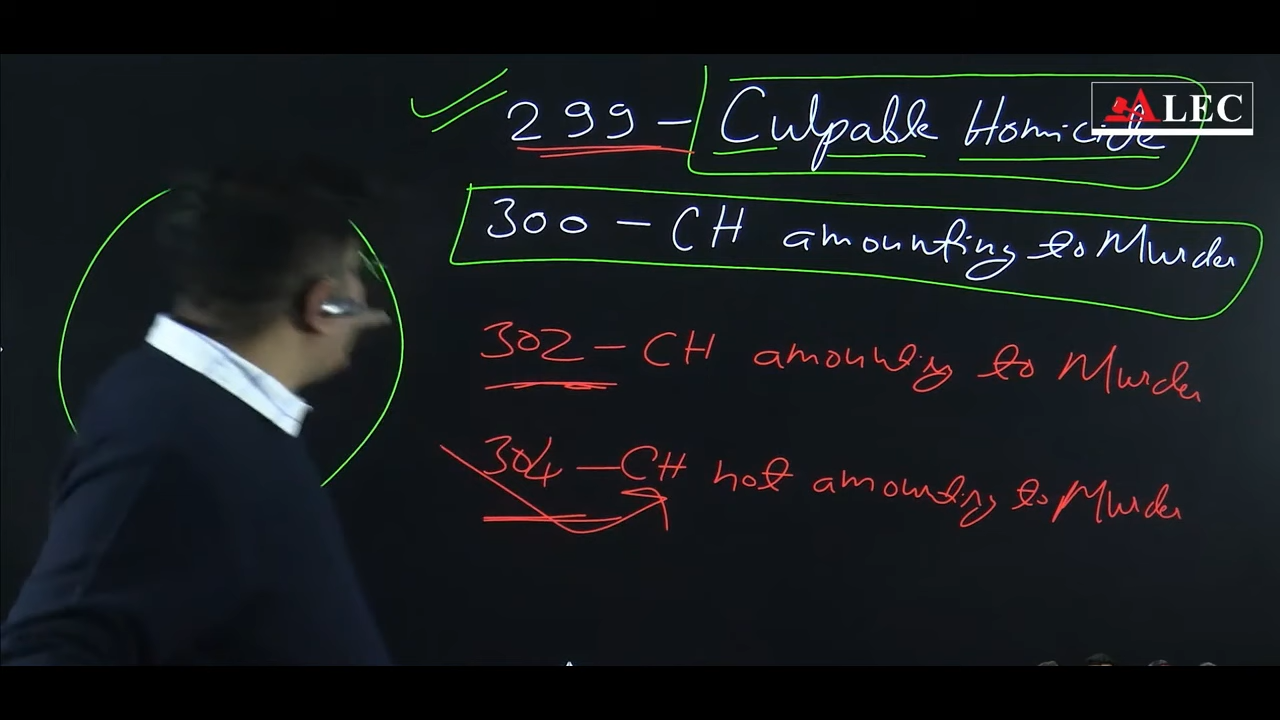 ALEC
299 - Culpable Homicide
300 - CH amounting to Murder
302 - CH amounting to Murder
304 - CH not amounting to Murder